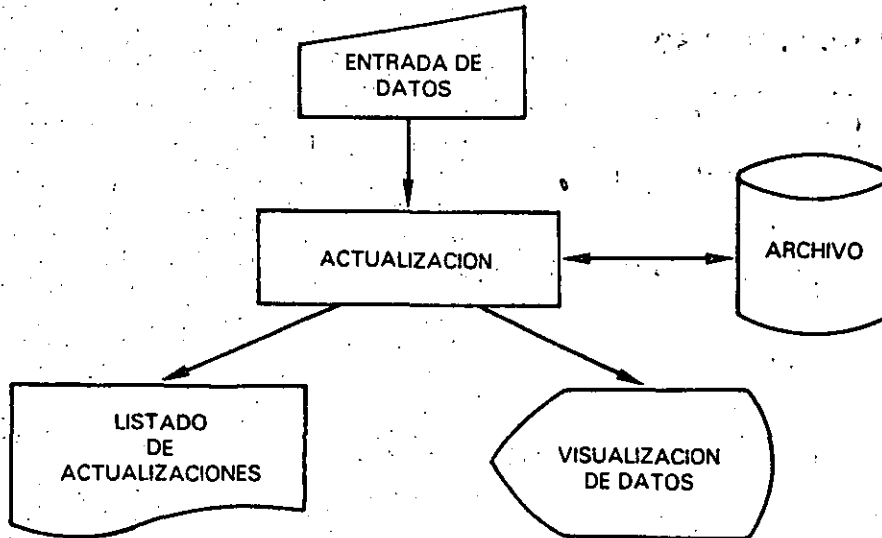 ENTRADA DE
DATOS
ACTUALIZACION
ARCHIVO
LISTADO
DE
ACTUALIZACIONES
VISUALIZACION
DE DATOS